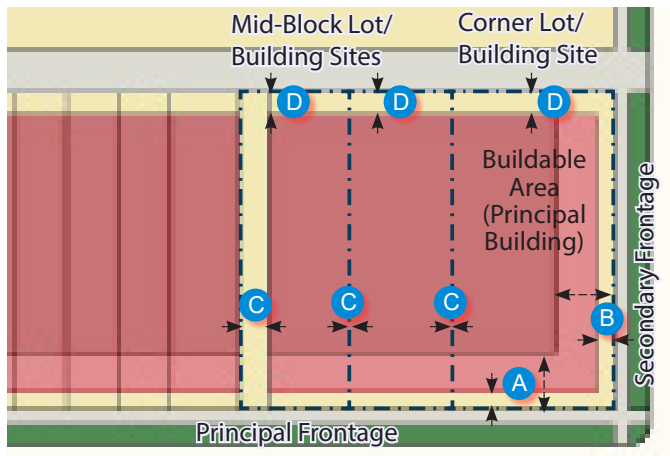 Mid-Block Lot/
Building Sites
Corner Lot/
Building Site
D
D
D
Buildable
Area
(Principal
Building)
Secondary Frontage
C
C
C
B
A
Principal Frontage